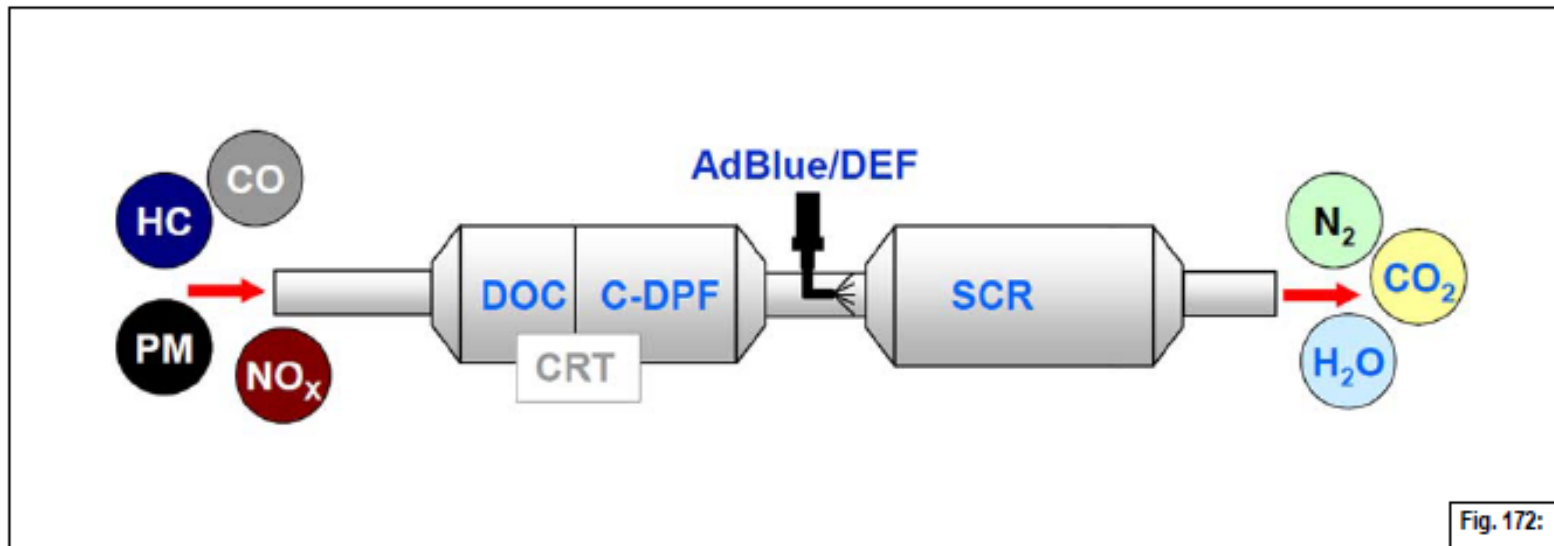 CO
HC
PM
NOX
DOC
C-DPF
CRT
AdBlue/DEF
SCR
N2
CO2
H2O
Fig. 172: